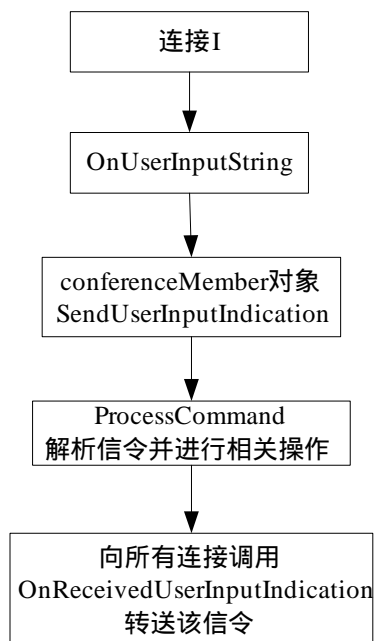 连接I
OnUserInputString
conferenceMember对象
SendUserInputIndication
ProcessCommand
解析信令并进行相关操作
向所有连接调用
OnReceivedUserInputIndication
转送该信令